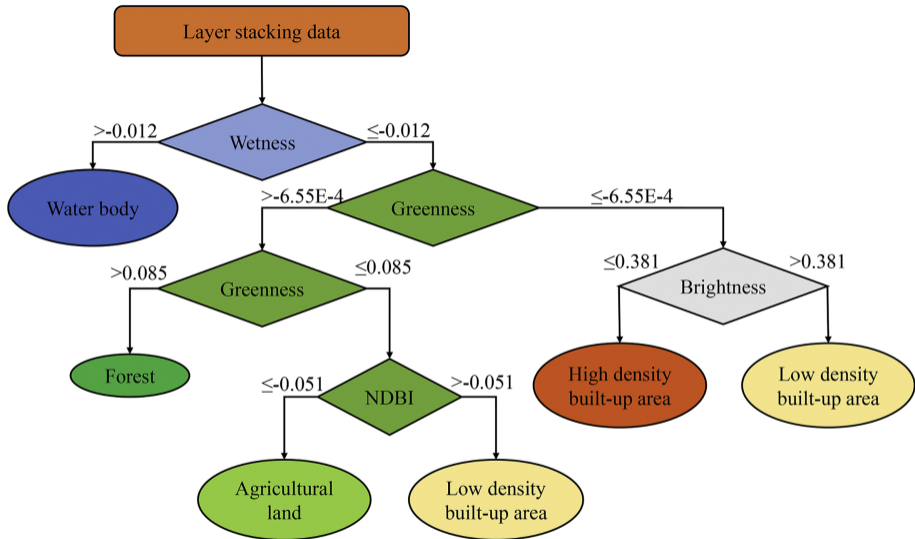 Layer stacking data
>-0.012
Wetness
≤-0.012
Water body
>-6.55E-4
Greenness
≤-6.55E-4
>0.085
Greenness
≤0.085
≤0.381
Brightness
>0.381
Forest
≤-0.051
NDBI
>-0.051
High density
built-up area
Low density
built-up area
Agricultural
land
Low density
built-up area